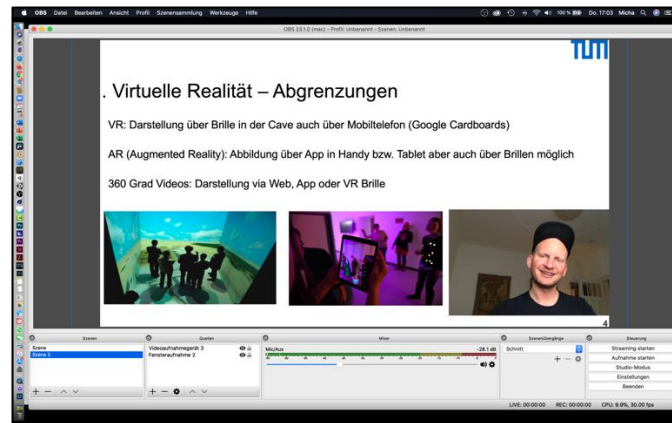 OBS Datei Bearbeiten Ansicht Profil Szenensammlung Werkzeuge Hilfe
100 % Do. 17:03 Micha
OBS 23.1.0 (mac) - Profil: Unbenannt - Szenen: Unbenannt
TUM
. Virtuelle Realität – Abgrenzungen
VR: Darstellung über Brille in der Cave auch über Mobiltelefon (Google Cardboards)
AR (Augmented Reality): Abbildung über App in Handy bzw. Tablet aber auch über Brillen möglich
360 Grad Videos: Darstellung via Web, App oder VR Brille
4
Szenen
Szene
Szene 2
Quellen
Videoaufnahmegerät 3
Fensteraufnahme 2
Mixer
Mic/Aux -28.1 dB
Szenenübergänge
Schnitt
Steuerung
Streaming starten
Aufnahme starten
Studio-Modus
Einstellungen
Beenden
LIVE: 00:00:00 REC: 00:00:00 CPU: 9.9%, 30.00 fps